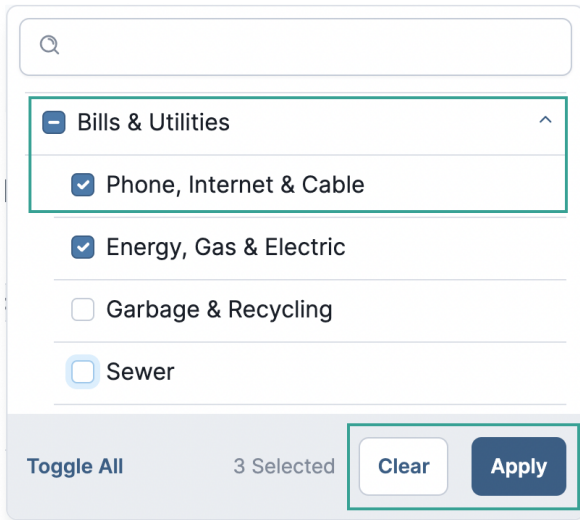 Bills & Utilities
Phone, Internet & Cable
Energy, Gas & Electric
Garbage & Recycling
Sewer
Toggle All 3 Selected Clear Apply